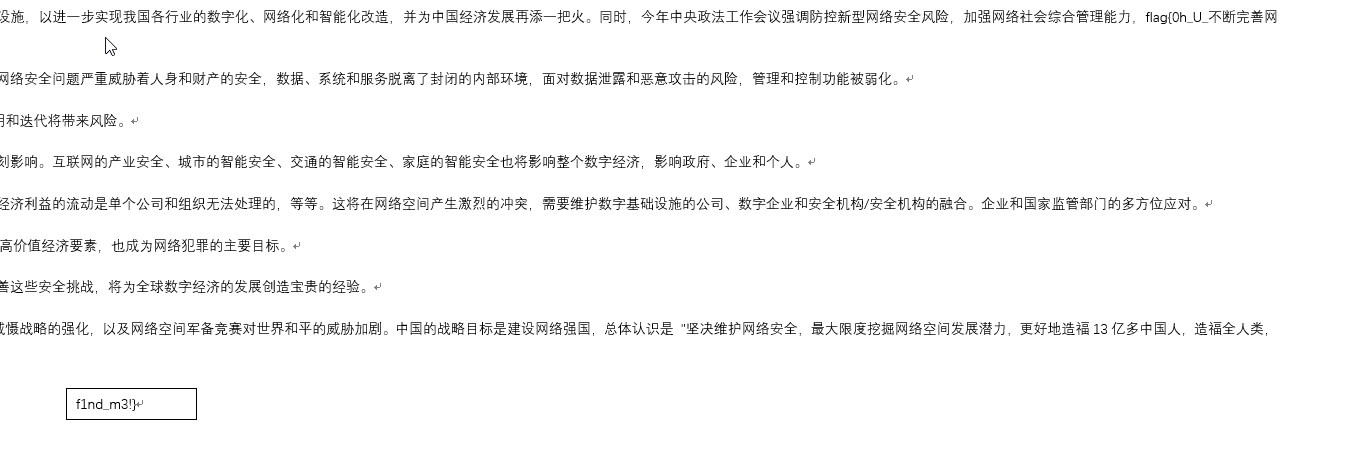 设施，以进一步实现我国各行业的数字化、网络化和智能化改造，并为中国经济发展再添一把火。同时，今年中央政法工作会议强调防控新型网络安全风险，加强网络社会综合管理能力，flag{0h_U_不断完善网
网络安全问题严重威胁着人身和财产的安全，数据、系统和服务脱离了封闭的内部环境，面对数据泄露和恶意攻击的风险，管理和控制功能被弱化。
和迭代将带来风险。
刻影响。互联网的产业安全、城市的智能安全、交通的智能安全、家庭的智能安全也将影响整个数字经济，影响政府、企业和个人。
经济利益的流动是单个公司和组织无法处理的，等等。这将在网络空间产生激烈的冲突，需要维护数字基础设施的公司、数字企业和安全机构/安全机构的融合。企业和国家监管部门的多方位应对。
高价值经济要素，也成为网络犯罪的主要目标。
善这些安全挑战，将为全球数字经济的发展创造宝贵的经验。
慑战略的强化，以及网络空间军备竞赛对世界和平的威胁加剧。中国的战略目标是建设网络强国，总体认识是 "坚决维护网络安全，最大限度挖掘网络空间发展潜力，更好地造福 13 亿多中国人，造福全人类，
f1nd_m3!}